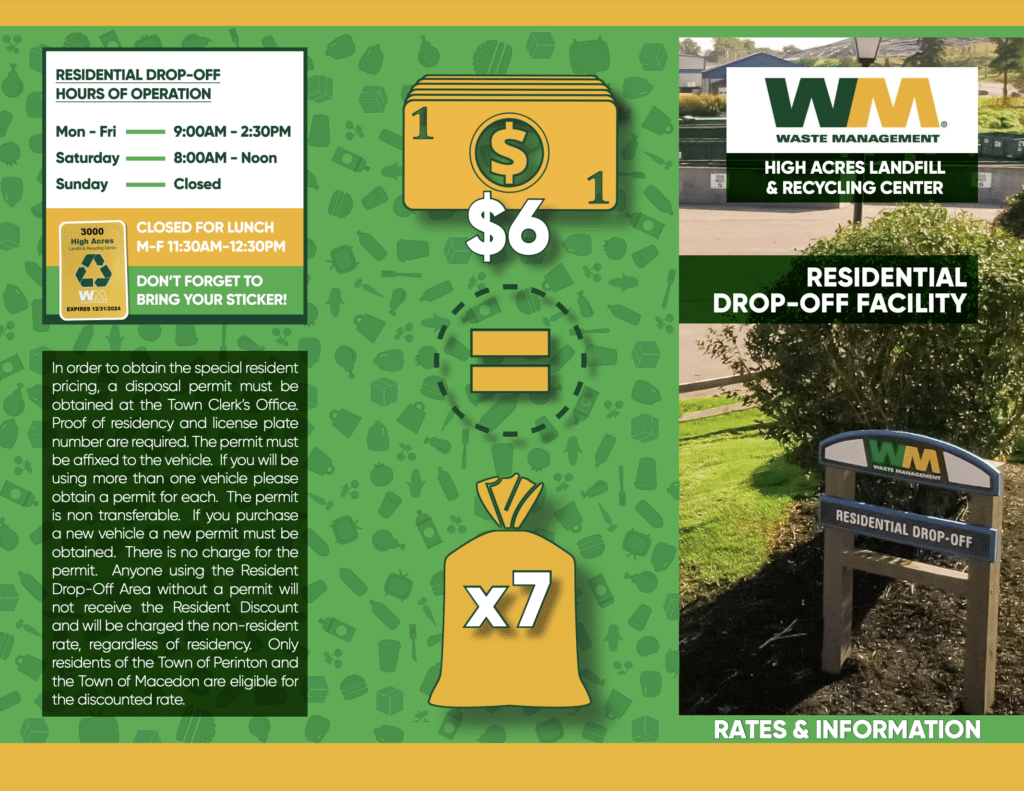 RESIDENTIAL DROP-OFF
HOURS OF OPERATION
Mon - Fri 9:00AM - 2:30PM
Saturday 8:00AM - Noon
Sunday Closed
3000
High Acres
Landfill & Recycling Center
WM
EXPIRES 12/31/2024
CLOSED FOR LUNCH
M-F 11:30AM-12:30PM
DON'T FORGET TO
BRING YOUR STICKER!
In order to obtain the special resident
pricing, a disposal permit must be
obtained at the Town Clerk's Office.
Proof of residency and license plate
number are required. The permit must
be affixed to the vehicle. If you will be
using more than one vehicle please
obtain a permit for each. The permit
is non transferable. If you purchase
a new vehicle a new permit must be
obtained. There is no charge for the
permit. Anyone using the Resident
Drop-Off Area without a permit will
not receive the Resident Discount
and will be charged the non-resident
rate, regardless of residency. Only
residents of the Town of Perinton and
the Town of Macedon are eligible for
the discounted rate.
1
$
1
$6
=
x7
WM®
WASTE MANAGEMENT
HIGH ACRES LANDFILL
& RECYCLING CENTER
RESIDENTIAL
DROP-OFF FACILITY
WM
WASTE MANAGEMENT
RESIDENTIAL DROP-OFF
RATES & INFORMATION